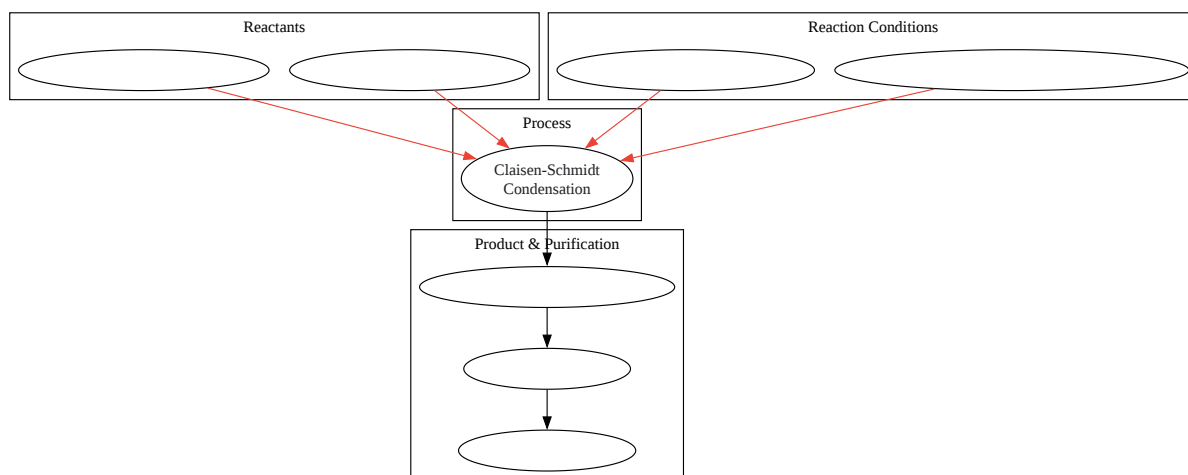 Reactants
Reaction Conditions
Process
Claisen-Schmidt
Condensation
Product & Purification